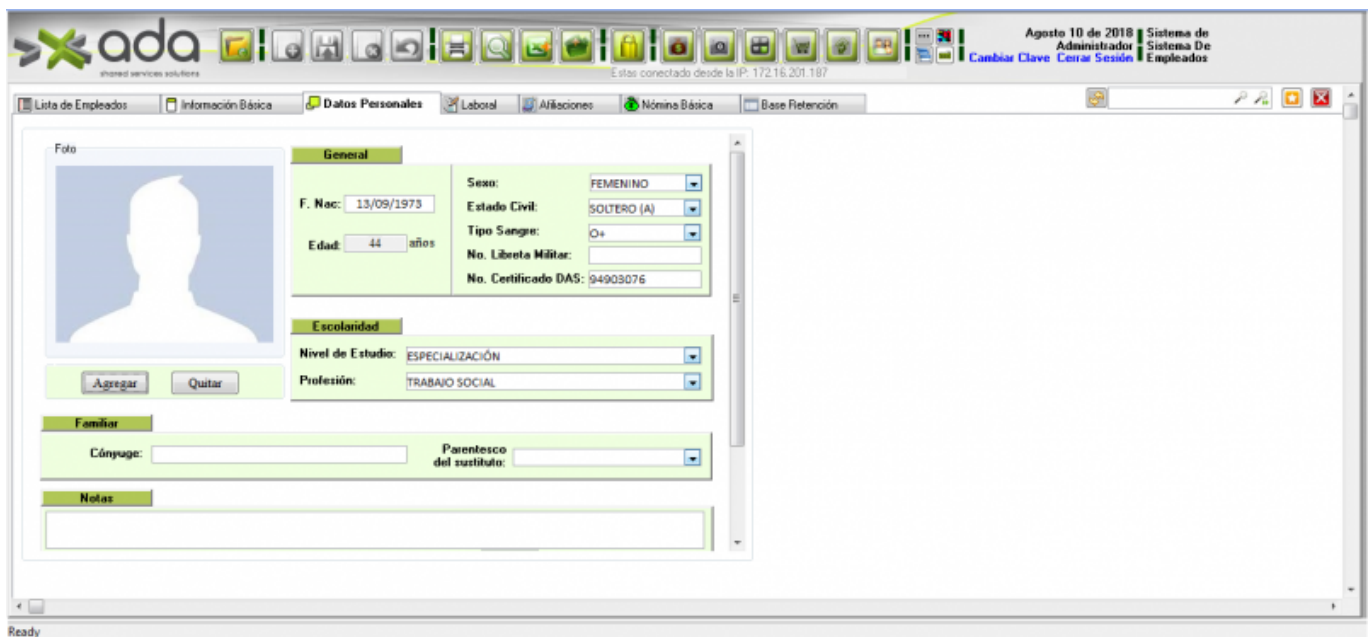 ada
shared services solutions
Estas conectado desde la IP: 172.16.201.187
Agosto 10 de 2018
Administrador
Cambiar Clave Cerrar Sesión
Sistema de
Sistema De
Empleados
Lista de Empleados
Información Básica
Datos Personales
Laboral
Afiliaciones
Nómina Básica
Base Retención
Foto
Agregar
Quitar
General
F. Nac: 13/09/1973
Edad: 44 años
Sexo: FEMENINO
Estado Civil: SOLTERO (A)
Tipo Sangre: O+
No. Libreta Militar:
No. Certificado DAS: 94903076
Escolaridad
Nivel de Estudio: ESPECIALIZACIÓN
Profesión: TRABAJO SOCIAL
Familiar
Cónyuge:
Parentesco
del sustituto:
Notas
Ready